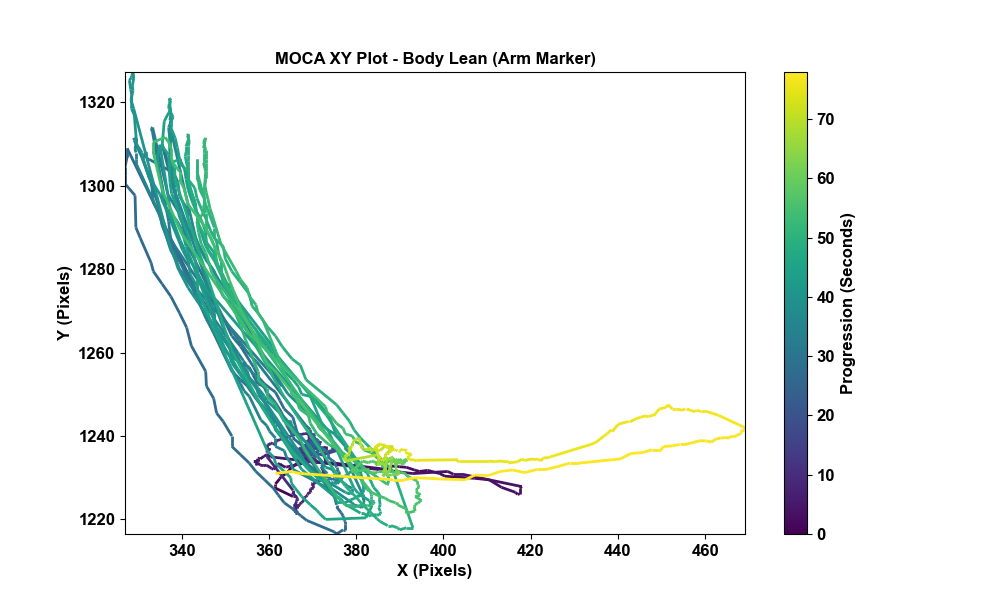 MOCA XY Plot - Body Lean (Arm Marker)
1320
1300
1280
1260
1240
1220
Y (Pixels)
340 360 380 400 420 440 460
X (Pixels)
70
60
50
40
30
20
10
0
Progression (Seconds)